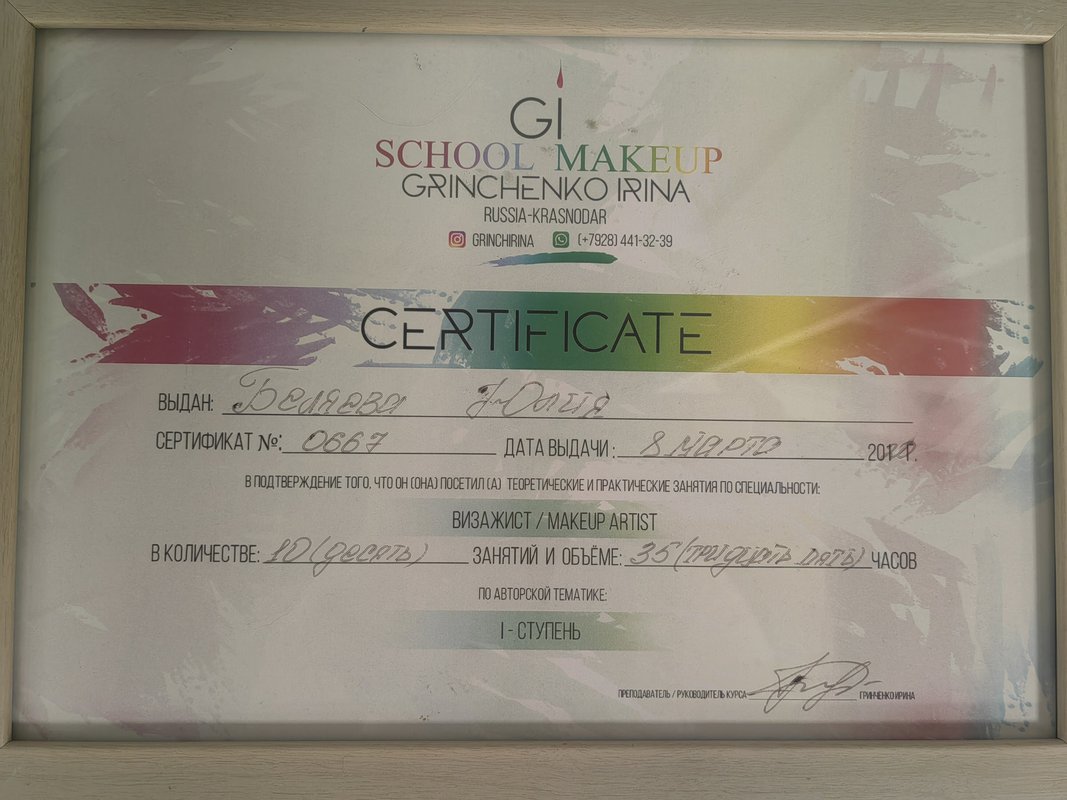 GI
SCHOOL MAKEUP
GRINCHENKO IRINA
RUSSIA-KRASNODAR
GRINCHIRINA (+7928) 441-32-39
CERTIFICATE
ВЫДАН: Беляева Юлия
СЕРТИФИКАТ №: 0667 ДАТА ВЫДАЧИ: 8 марта 201 Г.
В ПОДТВЕРЖДЕНИЕ ТОГО, ЧТО ОН (ОНА) ПОСЕТИЛ (А) ТЕОРЕТИЧЕСКИЕ И ПРАКТИЧЕСКИЕ ЗАНЯТИЯ ПО СПЕЦИАЛЬНОСТИ:
ВИЗАЖИСТ / MAKEUP ARTIST
В КОЛИЧЕСТВЕ: 10 (десять) ЗАНЯТИЙ И ОБЪЁМЕ: 35 (тридцать пять) ЧАСОВ
ПО АВТОРСКОЙ ТЕМАТИКЕ:
I - СТУПЕНЬ
ПРЕПОДАВАТЕЛЬ / РУКОВОДИТЕЛЬ КУРСА ГРИНЧЕНКО ИРИНА